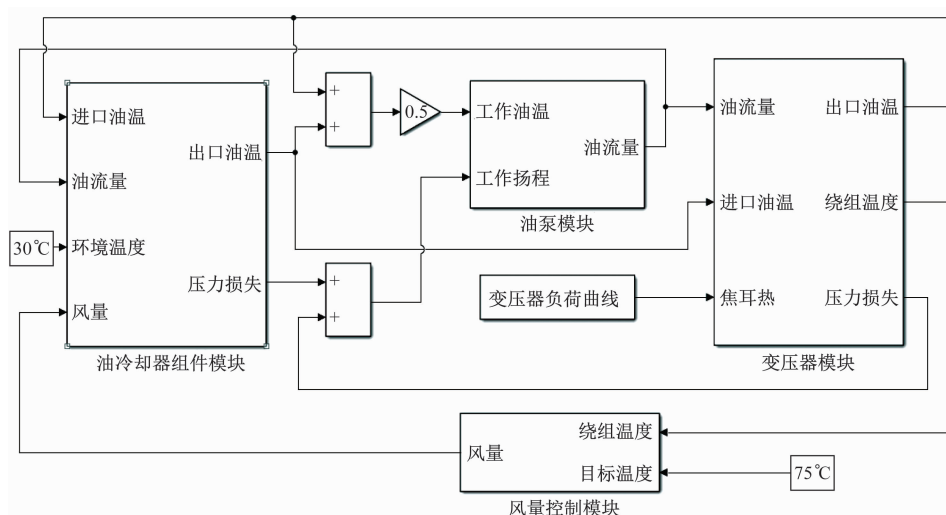 进口油温
油流量
30℃
环境温度
风量
出口油温
压力损失
油冷却器组件模块
+
+
0.5
+
+
工作油温
工作扬程
油流量
油泵模块
变压器负荷曲线
油流量
进口油温
焦耳热
出口油温
绕组温度
压力损失
变压器模块
风量
绕组温度
目标温度
75℃
风量控制模块